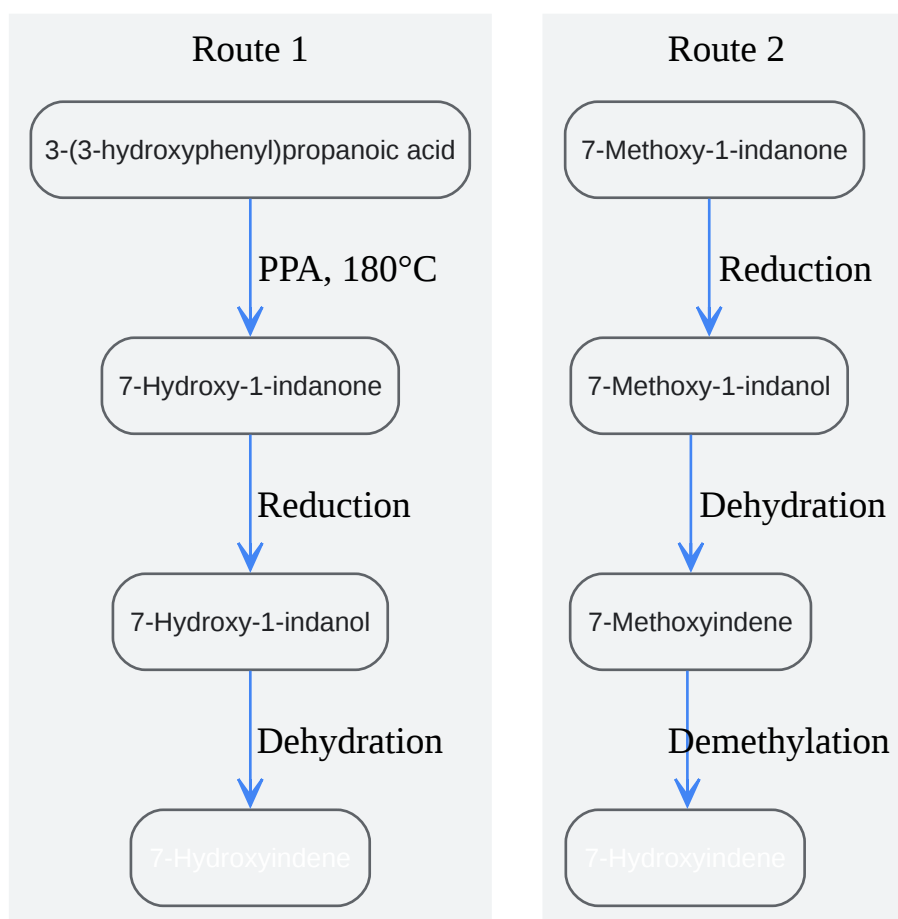 Route 1
3-(3-hydroxyphenyl)propanoic acid
PPA, 180°C
7-Hydroxy-1-indanone
Reduction
7-Hydroxy-1-indanol
Dehydration
7-Hydroxyindene
Route 2
7-Methoxy-1-indanone
Reduction
7-Methoxy-1-indanol
Dehydration
7-Methoxyindene
Demethylation
7-Hydroxyindene